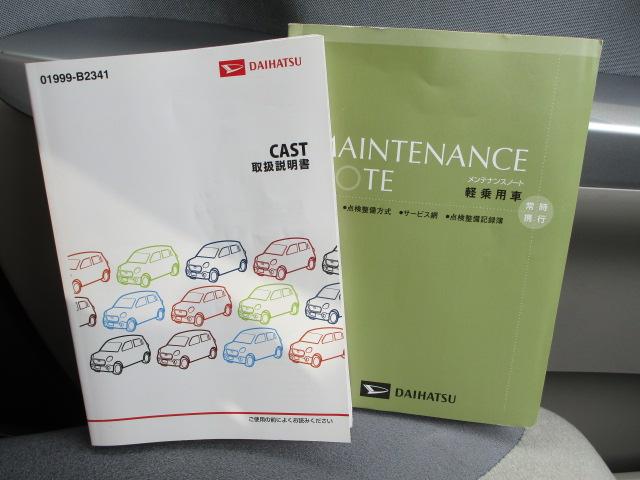 01999-B2341
DAIHATSU
CAST
取扱説明書
ご使用の前によくお読みください
MAINTENANCE
NOTE
メンテナンスノート
軽乗用車
常時
携行
•点検整備方式 •サービス網 •点検整備記録簿
DAIHATSU